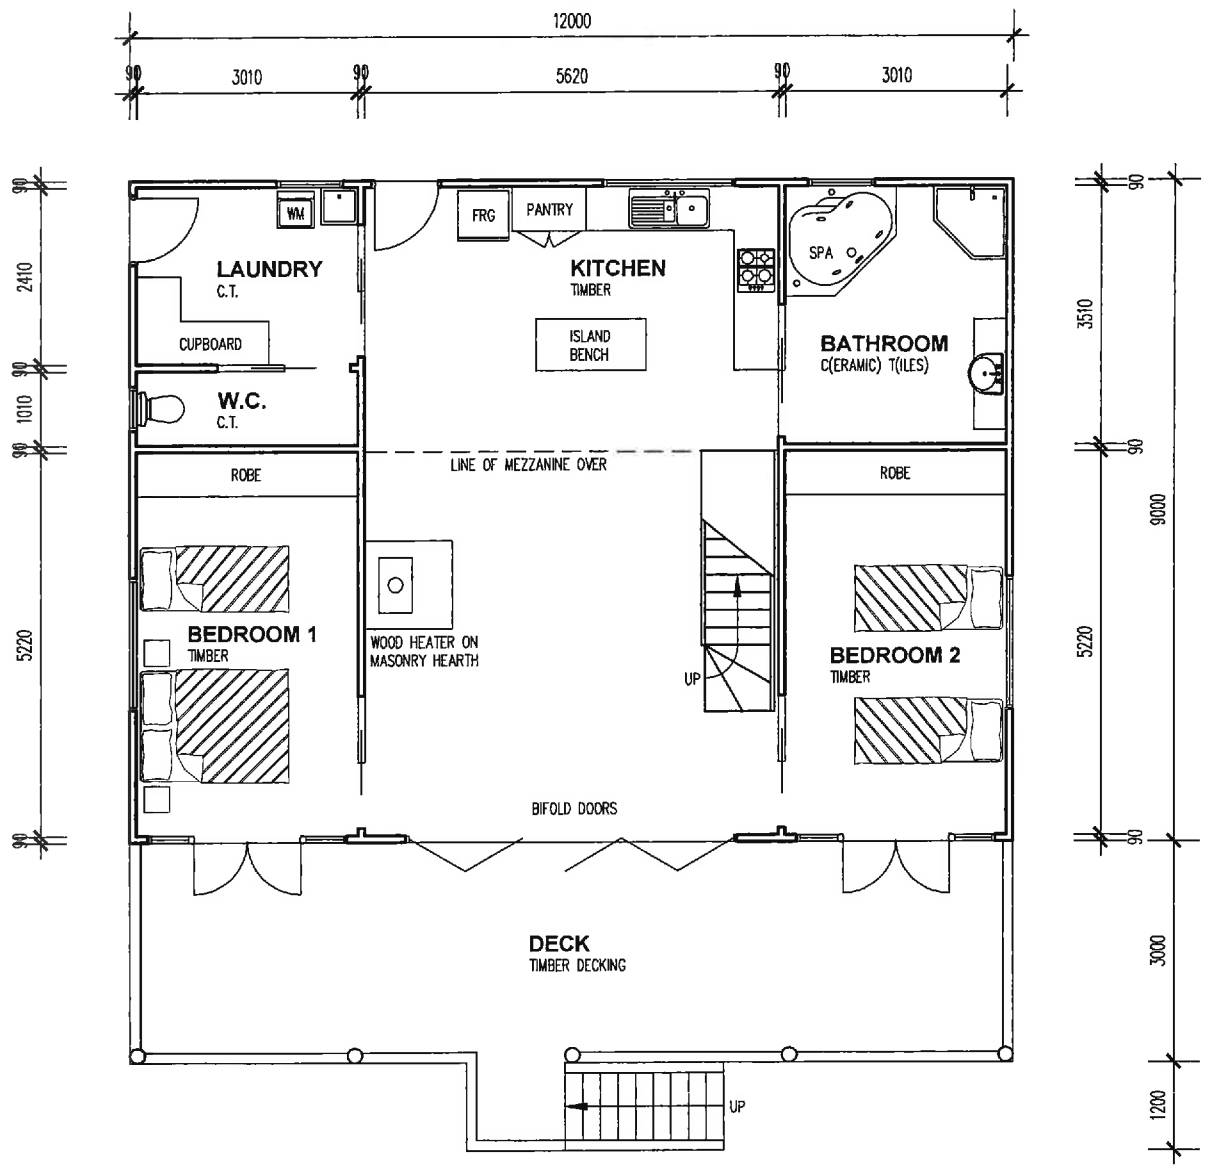 12000
90 3010 90 5620 90 3010
90
2410
90
1010
90
5220
90
WM
LAUNDRY
C.T.
CUPBOARD
W.C.
C.T.
FRG
PANTRY
KITCHEN
TIMBER
ISLAND
BENCH
SPA
BATHROOM
C(ERAMIC) T(ILES)
90
3510
90
5220
90
9000
3000
1200
LINE OF MEZZANINE OVER
ROBE
ROBE
BEDROOM 1
TIMBER
WOOD HEATER ON
MASONRY HEARTH
UP
BEDROOM 2
TIMBER
BIFOLD DOORS
DECK
TIMBER DECKING
UP